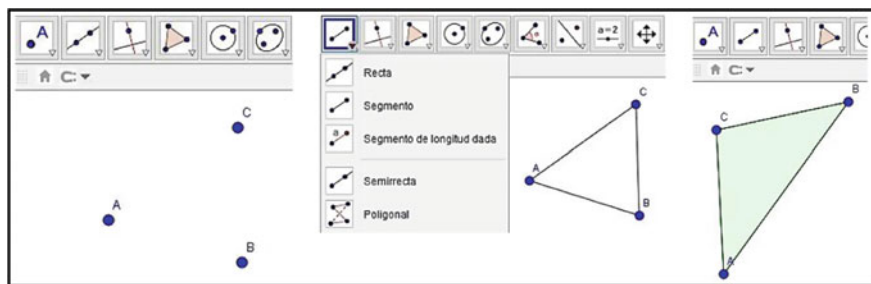 A
C
A
B
a=2
Recta
Segmento
a
Segmento de longitud dada
Semirrecta
Poligonal
C
A
B
A
B
C
A